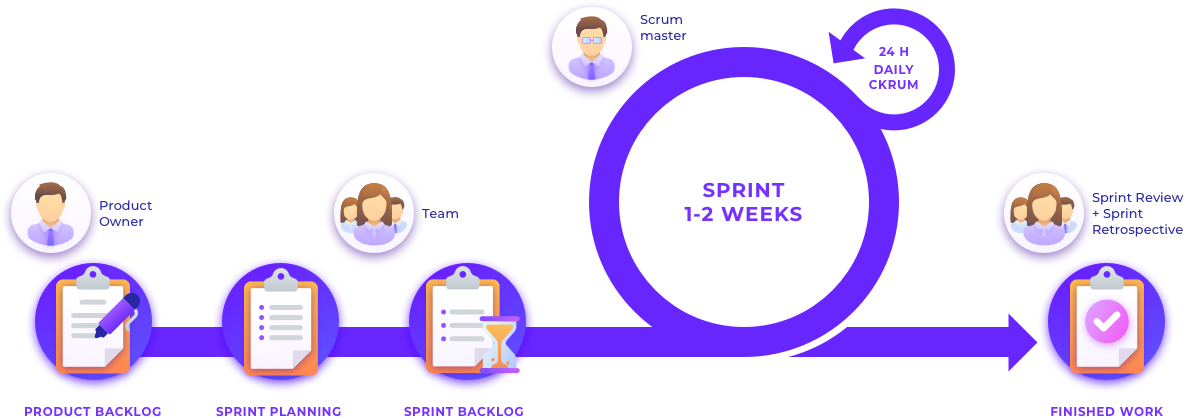 Scrum
master
24 H
DAILY
CKRUM
SPRINT
1-2 WEEKS
Product
Owner
Team
Sprint Review
+ Sprint
Retrospective
PRODUCT BACKLOG
SPRINT PLANNING
SPRINT BACKLOG
FINISHED WORK